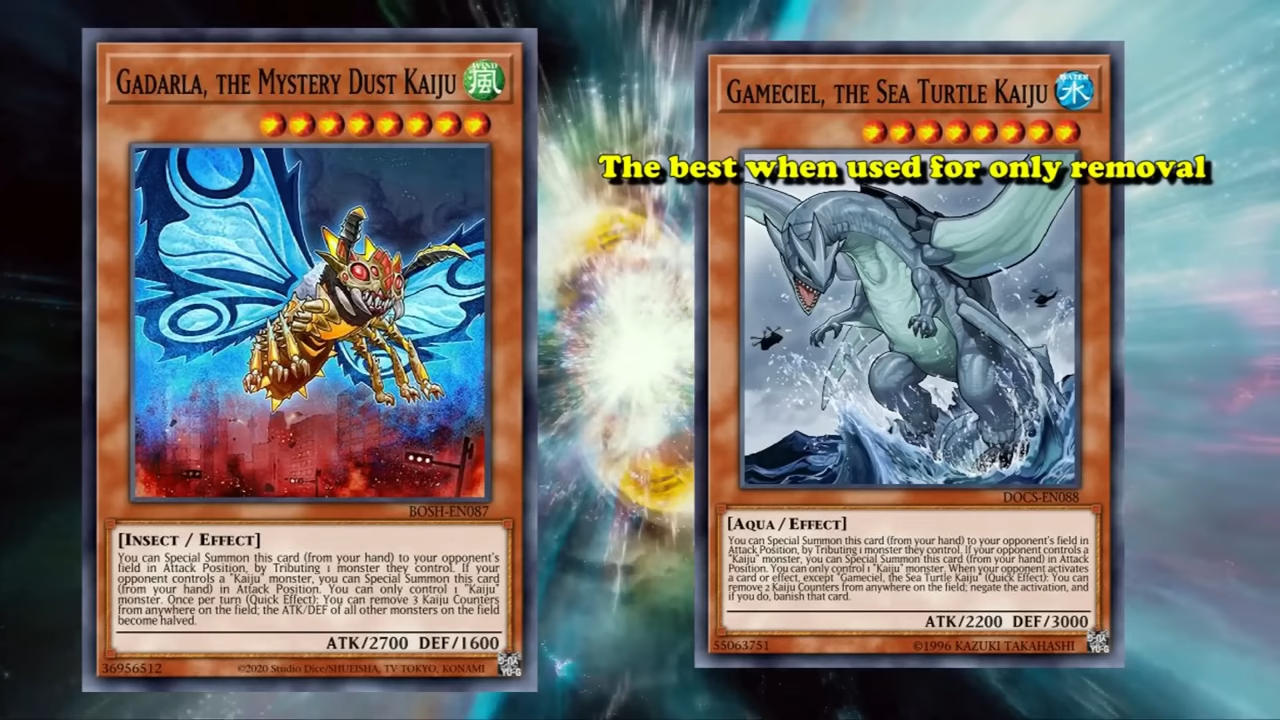 GADARLA, THE MYSTERY DUST KAIJU
WIND
風
BOSH-EN087
[INSECT / EFFECT]
You can Special Summon this card (from your hand) to your opponent's
field in Attack Position, by Tributing 1 monster they control. If your
opponent controls a "Kaiju" monster, you can Special Summon this card
(from your hand) in Attack Position. You can only control 1 "Kaiju"
monster. Once per turn (Quick Effect): You can remove 3 Kaiju Counters
from anywhere on the field; the ATK/DEF of all other monsters on the field
become halved.
ATK/2700 DEF/1600
36956512
©2020 Studio Dice/SHUEISHA, TV TOKYO, KONAMI
GAMECIEL, THE SEA TURTLE KAIJU
WATER
水
The best when used for only removal
DOCS-EN088
[AQUA / EFFECT]
You can Special Summon this card (from your hand) to your opponent's field in
Attack Position, by Tributing 1 monster they control. If your opponent controls a
"Kaiju" monster, you can Special Summon this card (from your hand) in Attack
Position. You can only control 1 "Kaiju" monster. When your opponent activates
a card or effect, except "Gameciel, the Sea Turtle Kaiju" (Quick Effect): You can
remove 2 Kaiju Counters from anywhere on the field; negate the activation, and
if you do, banish that card.
ATK/2200 DEF/3000
55063751
©1996 KAZUKI TAKAHASHI